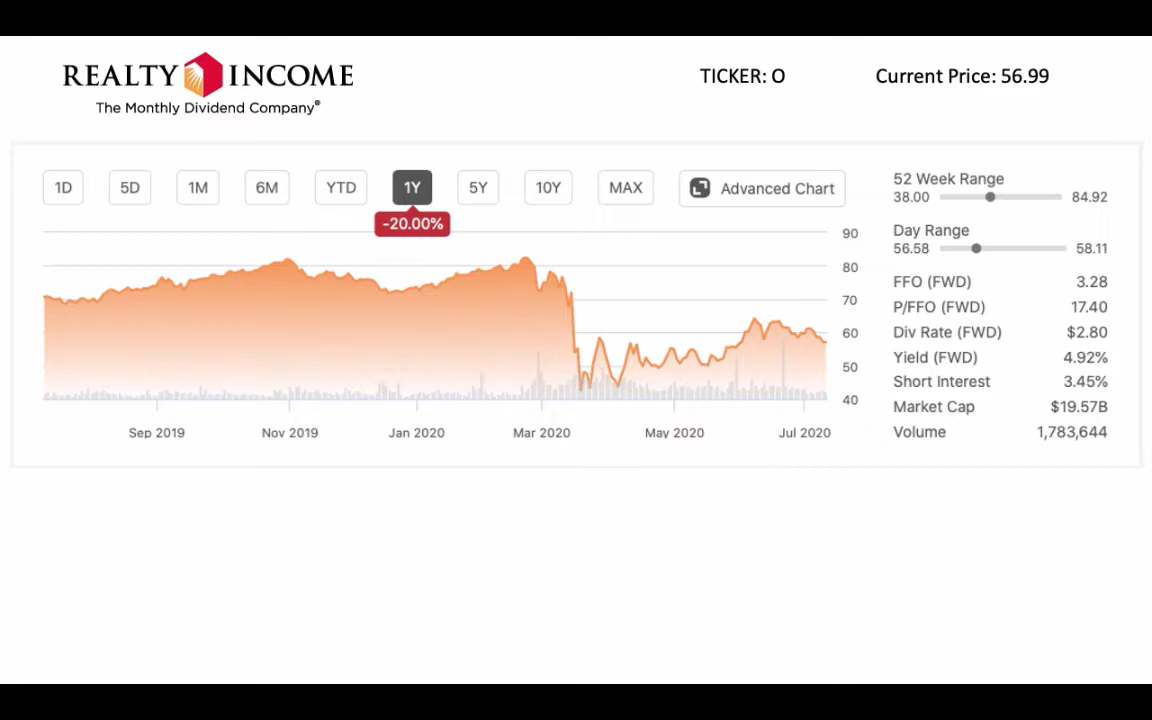 REALTY INCOME
The Monthly Dividend Company®
TICKER: O
Current Price: 56.99
1D 5D 1M 6M YTD 1Y 5Y 10Y MAX Advanced Chart
-20.00%
90
80
70
60
50
40
Sep 2019 Nov 2019 Jan 2020 Mar 2020 May 2020 Jul 2020
52 Week Range
38.00 84.92
Day Range
56.58 58.11
FFO (FWD) 3.28
P/FFO (FWD) 17.40
Div Rate (FWD) $2.80
Yield (FWD) 4.92%
Short Interest 3.45%
Market Cap $19.57B
Volume 1,783,644